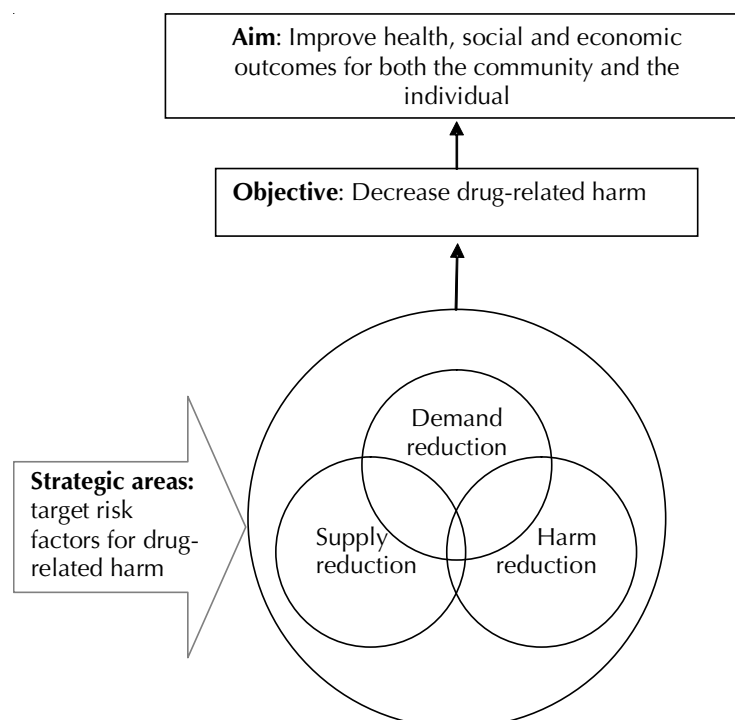 Aim: Improve health, social and economic
outcomes for both the community and the
individual
Objective: Decrease drug-related harm
Demand
reduction
Strategic areas:
target risk
factors for drug-
related harm
Supply
reduction
Harm
reduction